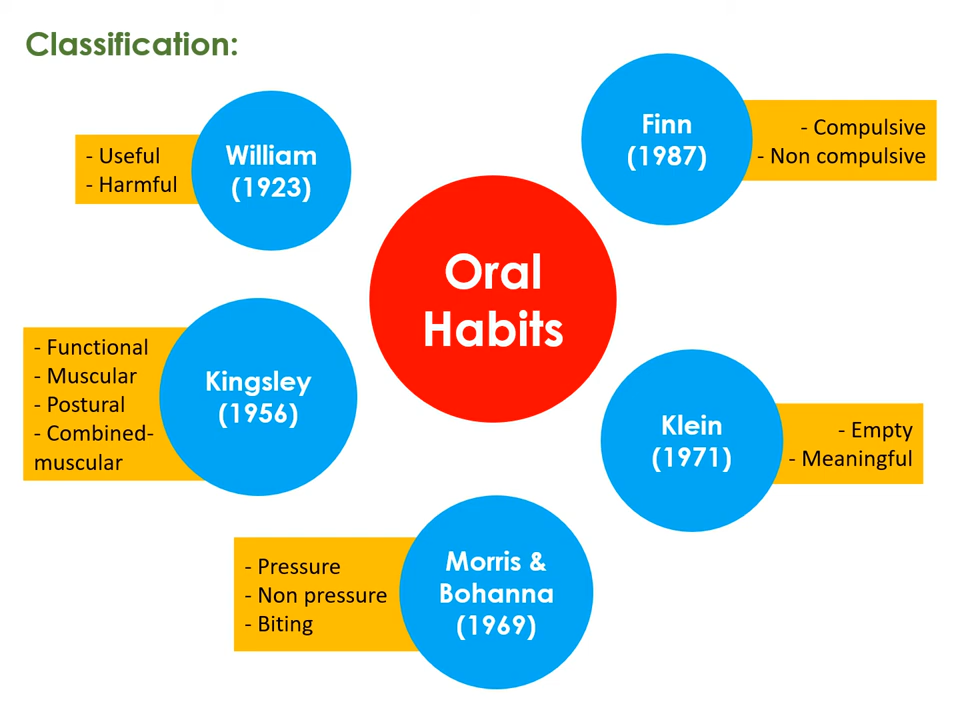 Classification:
- Useful
- Harmful
William
(1923)
Finn
(1987)
- Compulsive
- Non compulsive
Oral
Habits
- Functional
- Muscular
- Postural
- Combined-
muscular
Kingsley
(1956)
Klein
(1971)
- Empty
- Meaningful
- Pressure
- Non pressure
- Biting
Morris &
Bohanna
(1969)